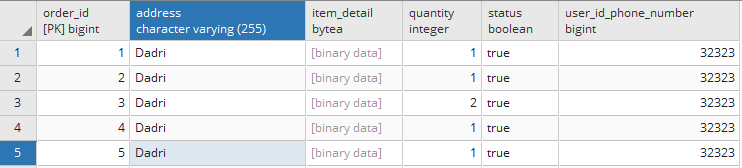 order_id address item_detail quantity status user_id_phone_number
[PK] bigint character varying (255) bytea integer boolean bigint
1 1 Dadri [binary data] 1 true 32323
2 2 Dadri [binary data] 1 true 32323
3 3 Dadri [binary data] 2 true 32323
4 4 Dadri [binary data] 1 true 32323
5 5 Dadri [binary data] 1 true 32323